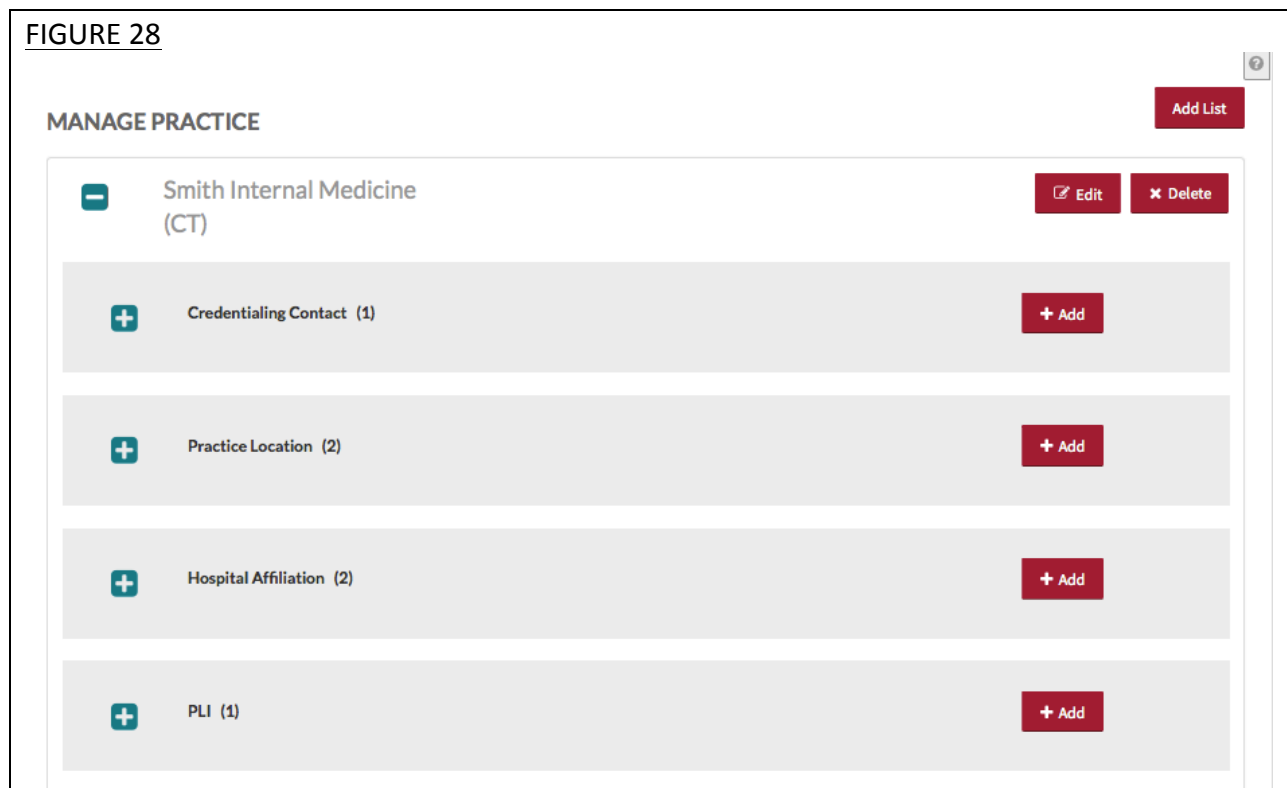 FIGURE 28
?
Add List
MANAGE PRACTICE
Smith Internal Medicine
(CT)
Edit
Delete
Credentialing Contact (1)
Add
Practice Location (2)
Add
Hospital Affiliation (2)
Add
PLI (1)
Add